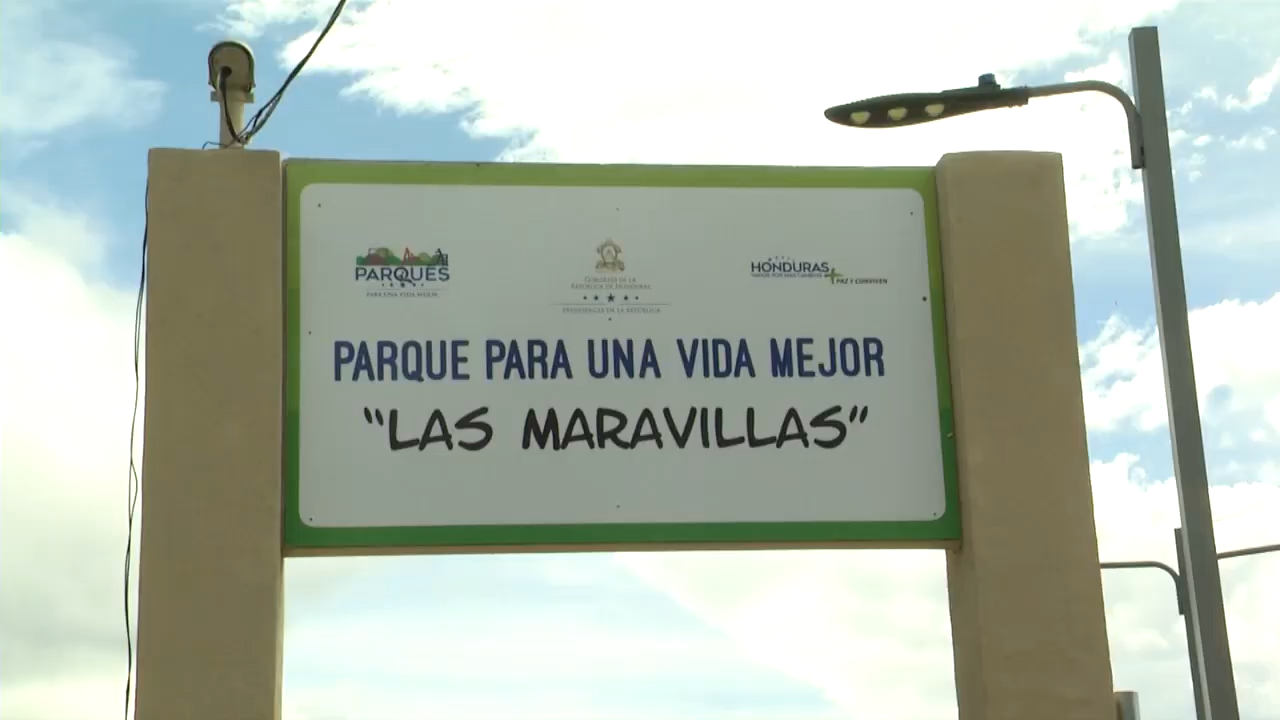 PARQUES
PARA UNA VIDA MEJOR
GOBIERNO DE LA
REPÚBLICA DE HONDURAS
PRESIDENCIA DE LA REPÚBLICA
HONDURAS
PAZ Y CONVIVEN
PARQUE PARA UNA VIDA MEJOR
"LAS MARAVILLAS"